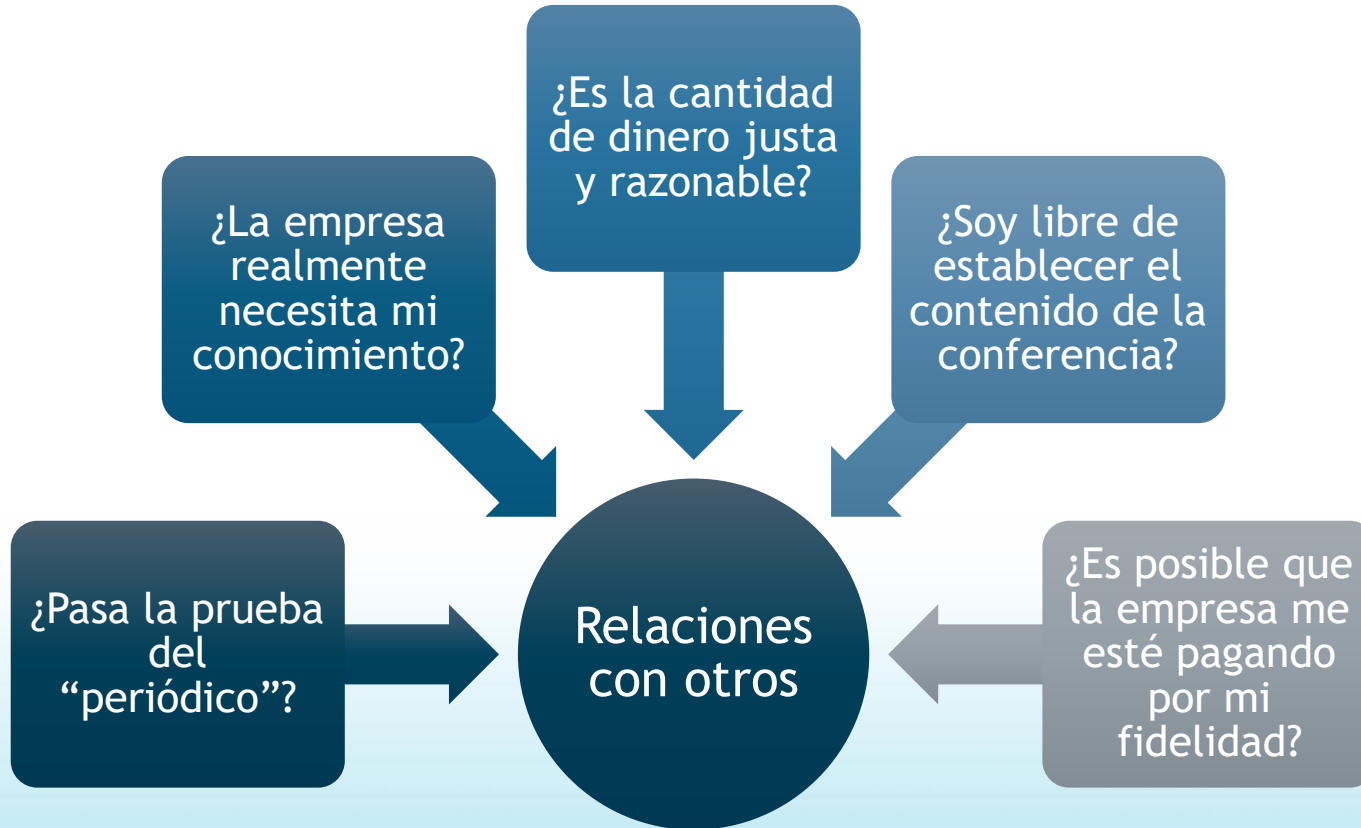 ¿Pasa la prueba
del
“periódico”?
¿La empresa
realmente
necesita mi
conocimiento?
¿Es la cantidad
de dinero justa
y razonable?
¿Soy libre de
establecer el
contenido de la
conferencia?
¿Es posible que
la empresa me
esté pagando
por mi
fidelidad?
Relaciones
con otros